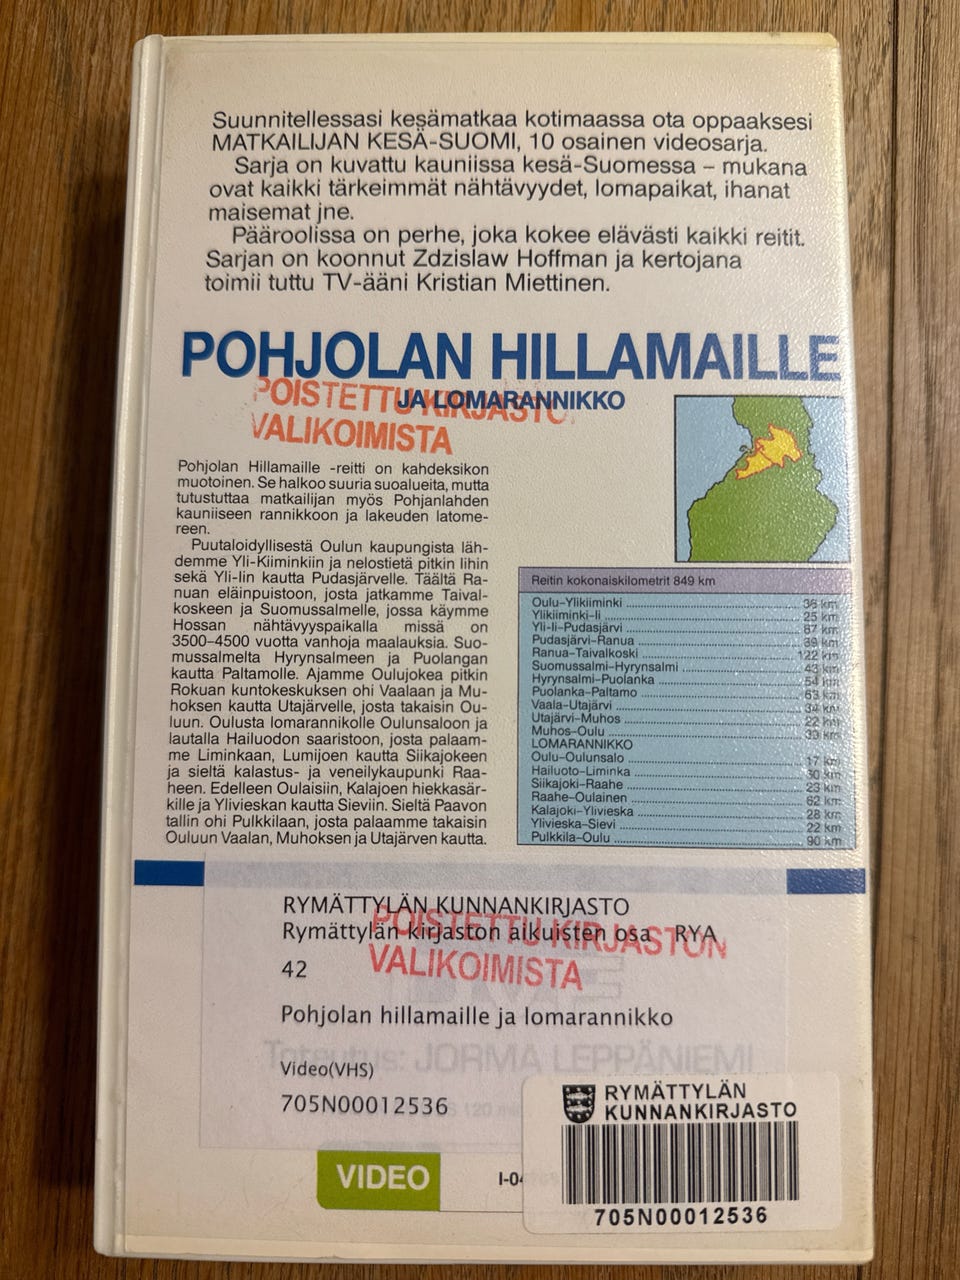 Suunnitellessasi kesämatkaa kotimaassa ota oppaaksesi
MATKAILIJAN KESÄ-SUOMI, 10 osainen videosarja.
Sarja on kuvattu kauniissa kesä-Suomessa – mukana
ovat kaikki tärkeimmät nähtävyydet, lomapaikat, ihanat
maisemat jne.
Pääroolissa on perhe, joka kokee elävästi kaikki reitit.
Sarjan on koonnut Zdzislaw Hoffman ja kertojana
toimii tuttu TV-ääni Kristian Miettinen.
POHJOLAN HILLAMAILLE
JA LOMARANNIKKO
POISTETTU KIRJASTO
VALIKOIMISTA
Pohjolan Hillamaille -reitti on kahdeksikon
muotoinen. Se halkoo suuria suoalueita, mutta
tutustuttaa matkailijan myös Pohjanlahden
kauniiseen rannikkoon ja lakeuden latome-
reen.
Puutaloidyllisestä Oulun kaupungista läh-
demme Yli-Kiiminkiin ja nelostietä pitkin Iihin
sekä Yli-Iin kautta Pudasjärvelle. Täältä Ra-
nuan eläinpuistoon, josta jatkamme Taival-
koskeen ja Suomussalmelle, jossa käymme
Hossan nähtävyyspaikalla missä on
3500–4500 vuotta vanhoja maalauksia. Suo-
mussalmelta Hyrynsalmeen ja Puolangan
kautta Paltamolle. Ajamme Oulujokea pitkin
Rokuan kuntokeskuksen ohi Vaalaan ja Mu-
hoksen kautta Utajärvelle, josta takaisin Ou-
luun. Oulusta lomarannikolle Oulunsaloon ja
lautalla Hailuodon saaristoon, josta palaam-
me Liminkaan, Lumijoen kautta Siikajokeen
ja sieltä kalastus- ja veneilykaupunki Raa-
heen. Edelleen Oulaisiin, Kalajoen hiekkasär-
kille ja Ylivieskan kautta Sieviin. Sieltä Paavon
tallin ohi Pulkkilaan, josta palaamme takaisin
Ouluun Vaalan, Muhoksen ja Utajärven kautta.
Reitin kokonaiskilometrit 849 km
Oulu–Ylikiiminki 36 km
Ylikiiminki–Ii 25 km
Yli-Ii–Pudasjärvi 87 km
Pudasjärvi–Ranua 39 km
Ranua–Taivalkoski 122 km
Suomussalmi–Hyrynsalmi 43 km
Hyrynsalmi–Puolanka 54 km
Puolanka–Paltamo 63 km
Vaala–Utajärvi 34 km
Utajärvi–Muhos 22 km
Muhos–Oulu 33 km
LOMARANNIKKO
Oulu–Oulunsalo 17 km
Hailuoto–Liminka 30 km
Siikajoki–Raahe 23 km
Raahe–Oulainen 62 km
Kalajoki–Ylivieska 28 km
Ylivieska–Sievi 22 km
Pulkkila–Oulu 90 km
RYMÄTTYLÄN KUNNANKIRJASTO
Rymättylän kirjaston aikuisten osa RYA
POISTETTU KIRJASTON
VALIKOIMISTA
42
Pohjolan hillamaille ja lomarannikko
Toteutus: JORMA LEPPÄNIEMI
Video(VHS)
705N00012536
120
VIDEO
I-04
RYMÄTTYLÄN
KUNNANKIRJASTO
705N00012536